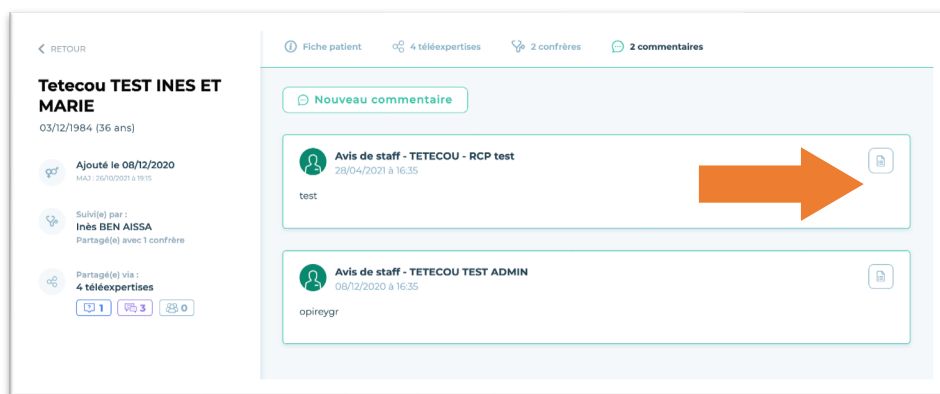 RETOUR
Tetecou TEST INES ET
MARIE
03/12/1984 (36 ans)
Ajouté le 08/12/2020
MAJ : 26/10/2021 à 19:15
Suivi(e) par :
Inès BEN AISSA
Partagé(e) avec 1 confrère
Partagé(e) via :
4 téléexpertises
1 3 0
Fiche patient 4 téléexpertises 2 confrères 2 commentaires
Nouveau commentaire
Avis de staff - TETECOU - RCP test
28/04/2021 à 16:35
test
Avis de staff - TETECOU TEST ADMIN
08/12/2020 à 16:35
opireygr